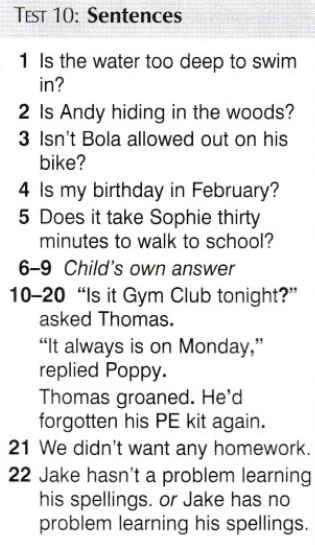 TEST 10: Sentences
1 Is the water too deep to swim
in?
2 Is Andy hiding in the woods?
3 Isn't Bola allowed out on his
bike?
4 Is my birthday in February?
5 Does it take Sophie thirty
minutes to walk to school?
6–9 Child's own answer
10–20 "Is it Gym Club tonight?"
asked Thomas.
"It always is on Monday,"
replied Poppy.
Thomas groaned. He'd
forgotten his PE kit again.
21 We didn't want any homework.
22 Jake hasn't a problem learning
his spellings. or Jake has no
problem learning his spellings.